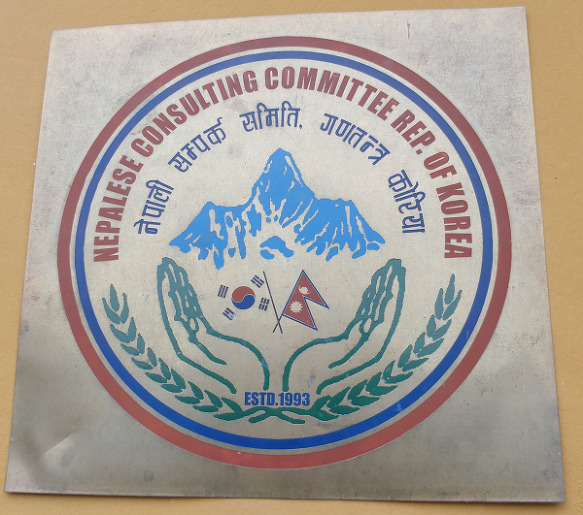 NEPALESE CONSULTING COMMITTEE REP. OF KOREA
नेपाली सम्पर्क समिति, गणतन्त्र कोरिया
ESTD.1993